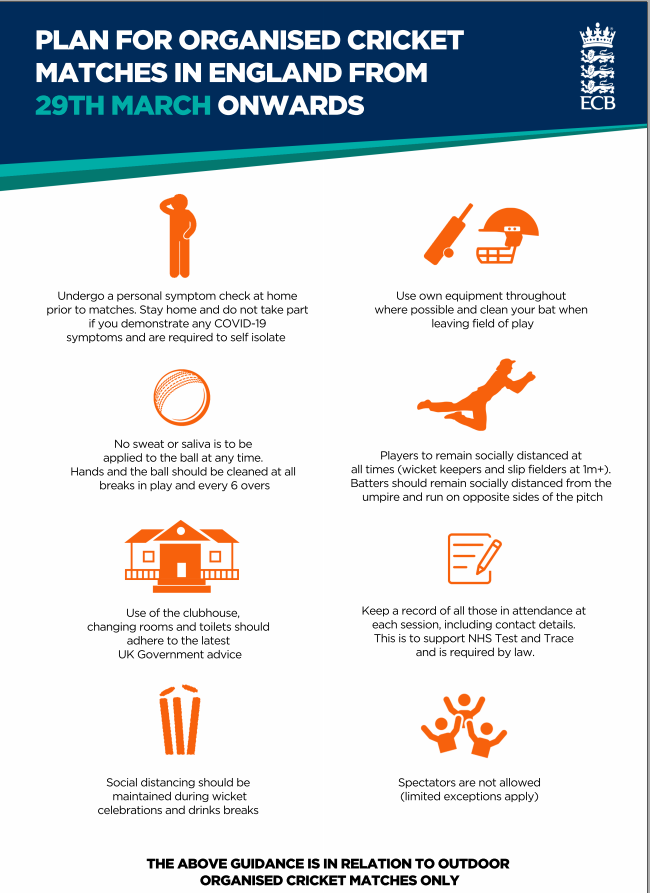 PLAN FOR ORGANISED CRICKET
MATCHES IN ENGLAND FROM
29TH MARCH ONWARDS
ECB
Undergo a personal symptom check at home
prior to matches. Stay home and do not take part
if you demonstrate any COVID-19
symptoms and are required to self isolate
Use own equipment throughout
where possible and clean your bat when
leaving field of play
No sweat or saliva is to be
applied to the ball at any time.
Hands and the ball should be cleaned at all
breaks in play and every 6 overs
Players to remain socially distanced at
all times (wicket keepers and slip fielders at 1m+).
Batters should remain socially distanced from the
umpire and run on opposite sides of the pitch
Use of the clubhouse,
changing rooms and toilets should
adhere to the latest
UK Government advice
Keep a record of all those in attendance at
each session, including contact details.
This is to support NHS Test and Trace
and is required by law.
Social distancing should be
maintained during wicket
celebrations and drinks breaks
Spectators are not allowed
(limited exceptions apply)
THE ABOVE GUIDANCE IS IN RELATION TO OUTDOOR
ORGANISED CRICKET MATCHES ONLY